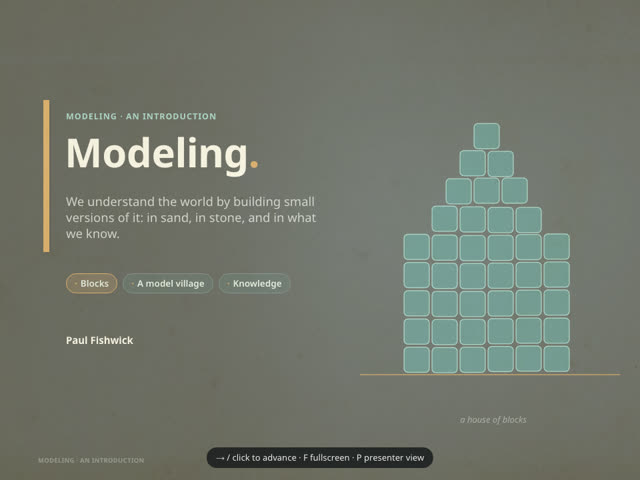 MODELING · AN INTRODUCTION
Modeling.
We understand the world by building small
versions of it: in sand, in stone, and in what
we know.
· Blocks
· A model village
· Knowledge
Paul Fishwick
a house of blocks
MODELING · AN INTRODUCTION
→ / click to advance · F fullscreen · P presenter view